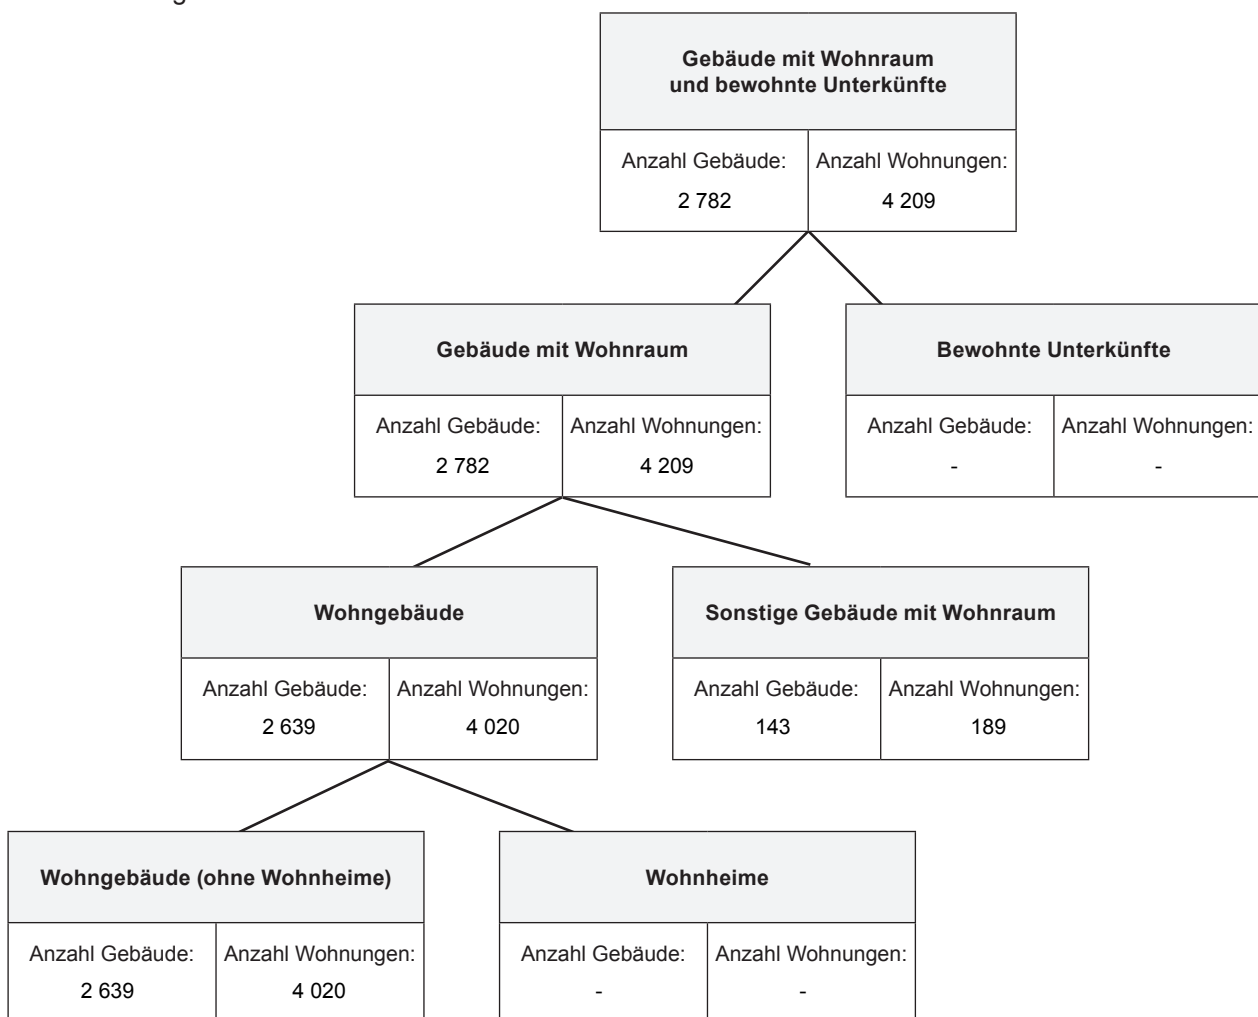 Gebäude mit Wohnraum
und bewohnte Unterkünfte
Anzahl Gebäude: Anzahl Wohnungen:
2 782 4 209
Gebäude mit Wohnraum Bewohnte Unterkünfte
Anzahl Gebäude: Anzahl Wohnungen: Anzahl Gebäude: Anzahl Wohnungen:
2 782 4 209 - -
Wohngebäude Sonstige Gebäude mit Wohnraum
Anzahl Gebäude: Anzahl Wohnungen: Anzahl Gebäude: Anzahl Wohnungen:
2 639 4 020 143 189
Wohngebäude (ohne Wohnheime) Wohnheime
Anzahl Gebäude: Anzahl Wohnungen: Anzahl Gebäude: Anzahl Wohnungen:
2 639 4 020 - -